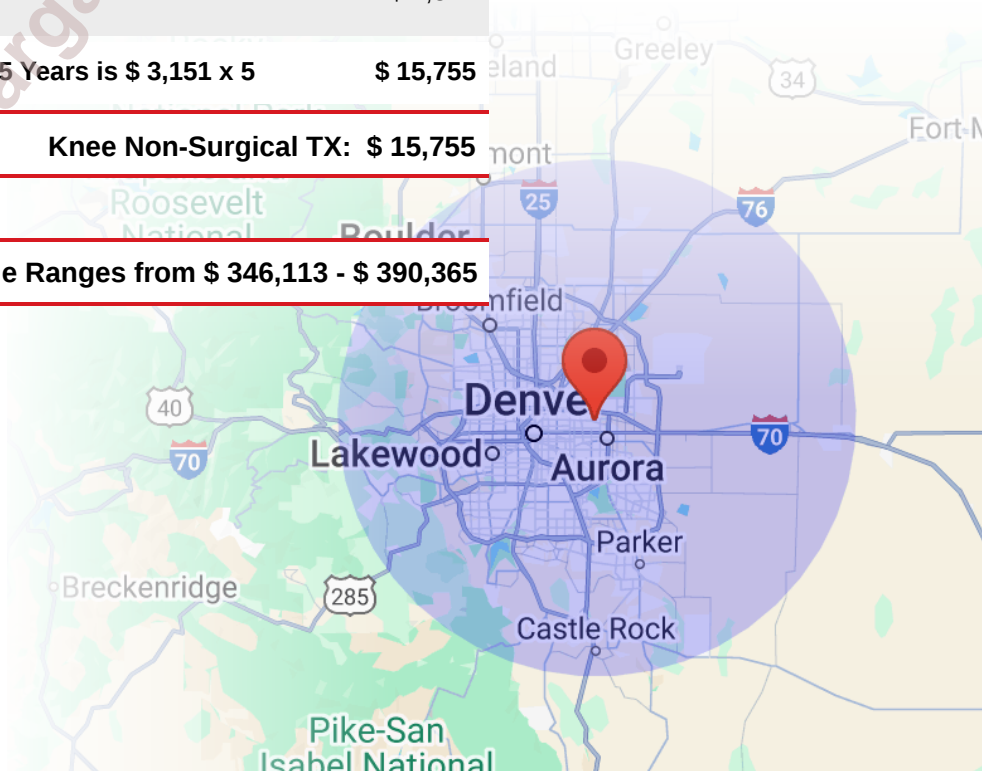 Greeley
eland
34
5 Years is $ 3,151 x 5 $ 15,755
Fort-M
Knee Non-Surgical TX: $ 15,755
mont
Roosevelt
National
25
76
Boulder
e Ranges from $ 346,113 - $ 390,365
Broomfield
40
Denve
70
70
Lakewood
Aurora
Parker
Breckenridge
285
Castle Rock
Pike-San
Isabel National